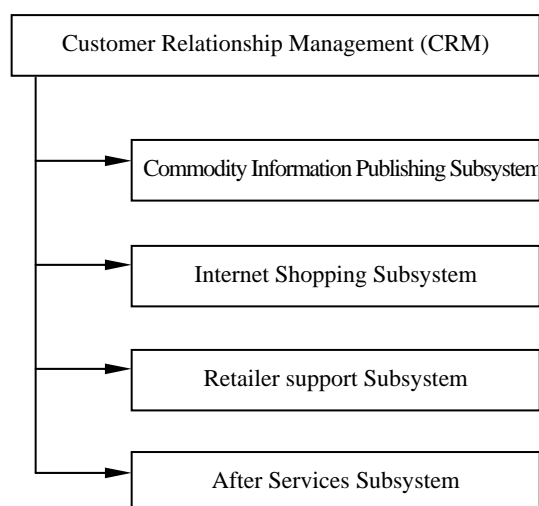 Customer Relationship Management (CRM)
Commodity Information Publishing Subsystem
Internet Shopping Subsystem
Retailer support Subsystem
After Services Subsystem